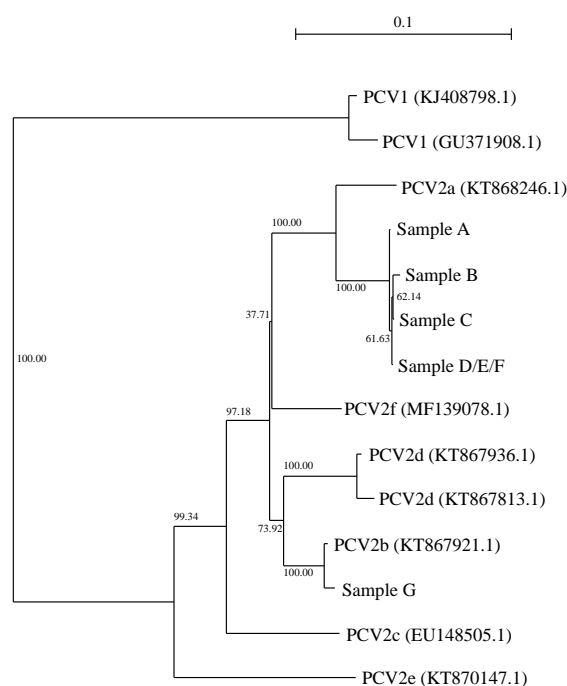 0.1
PCV1 (KJ408798.1)
PCV1 (GU371908.1)
PCV2a (KT868246.1)
100.00
Sample A
Sample B
100.00
62.14
Sample C
37.71
61.63
100.00
Sample D/E/F
PCV2f (MF139078.1)
97.18
PCV2d (KT867936.1)
100.00
PCV2d (KT867813.1)
99.34
73.92
PCV2b (KT867921.1)
100.00
Sample G
PCV2c (EU148505.1)
PCV2e (KT870147.1)